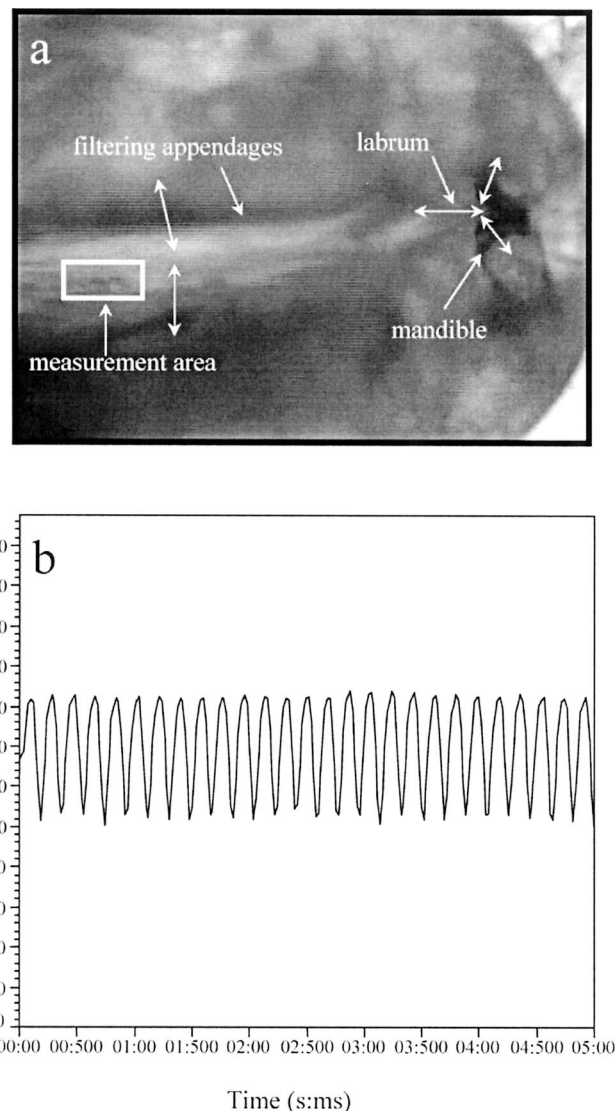 a
filtering appendages
labrum
mandible
measurement area
b
00:00 00:500 01:00 01:500 02:00 02:500 03:00 03:500 04:00 04:500 05:00
Time (s:ms)